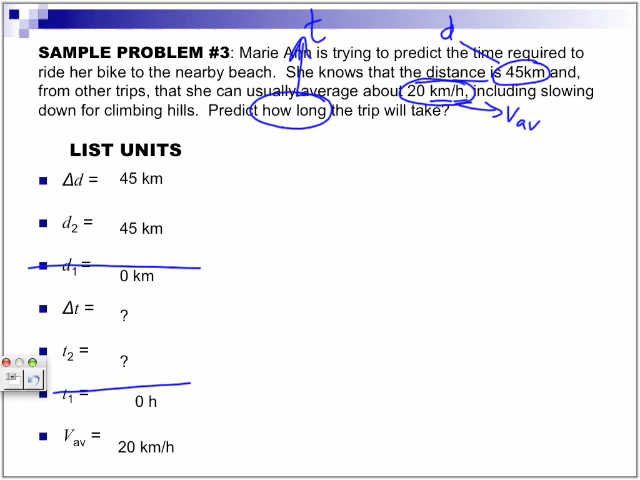 t
d
SAMPLE PROBLEM #3: Marie Ann is trying to predict the time required to
ride her bike to the nearby beach. She knows that the distance is 45km and,
from other trips, that she can usually average about 20 km/h, including slowing
down for climbing hills. Predict how long the trip will take?
Vav
LIST UNITS
Δd = 45 km
d2 = 45 km
d1 = 0 km
Δt = ?
t2 = ?
t1 = 0 h
Vav = 20 km/h